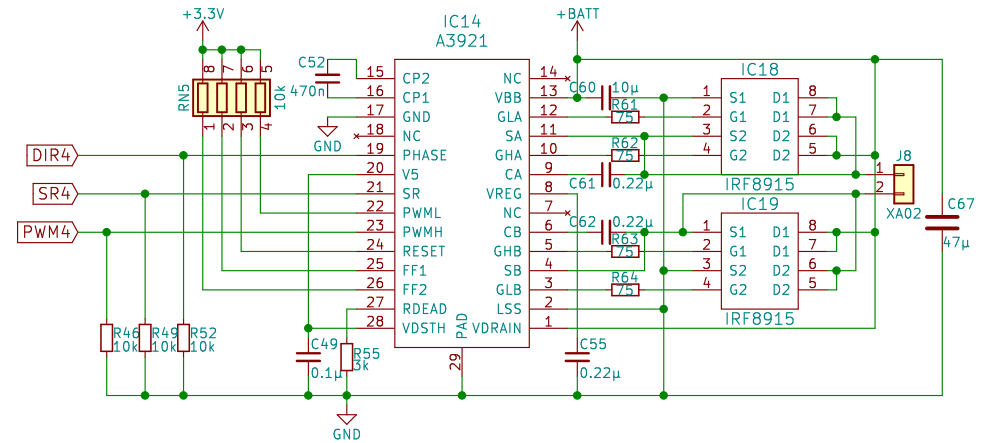 +3.3V
+BATT
IC14
A3921
8
7
6
5
RN5
10k
1
2
3
4
C52
470n
GND
DIR4
SR4
PWM4
15 CP2
16 CP1
17 GND
18 NC
19 PHASE
20 V5
21 SR
22 PWML
23 PWMH
24 RESET
25 FF1
26 FF2
27 RDEAD
28 VDSTH
PAD
29
NC 14
VBB 13
GLA 12
SA 11
GHA 10
CA 9
VREG 8
NC 7
CB 6
GHB 5
SB 4
GLB 3
LSS 2
VDRAIN 1
C60 10µ
R61
75
R62
75
C61 0.22µ
C62 0.22µ
R63
75
R64
75
IC18
1 S1 D1 8
2 G1 D1 7
3 S2 D2 6
4 G2 D2 5
IRF8915
IC19
1 S1 D1 8
2 G1 D1 7
3 S2 D2 6
4 G2 D2 5
IRF8915
J8
1
2
XA02
C67
47µ
R46
10k
R49
10k
R52
10k
C49
0.1µ
R55
3k
C55
0.22µ
GND